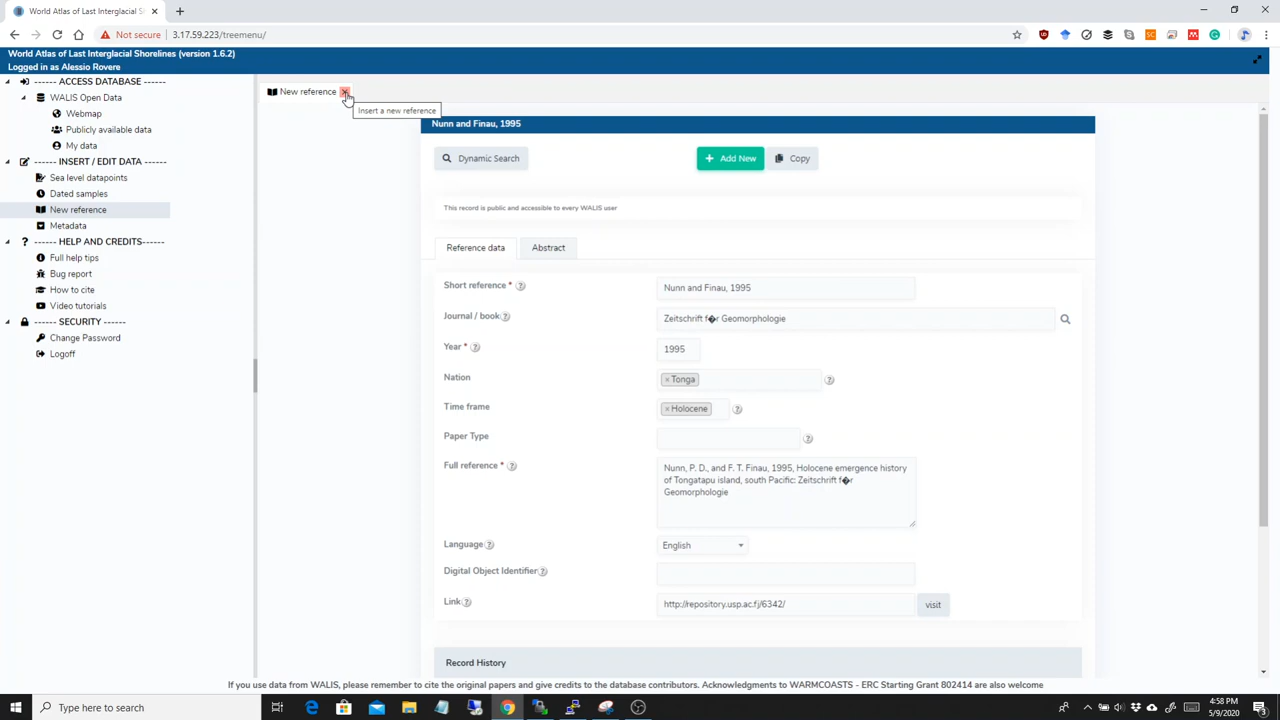 World Atlas of Last Interglacial Sh
Not secure
3.17.59.223/treemenu/
World Atlas of Last Interglacial Shorelines (version 1.6.2)
Logged in as Alessio Rovere
------ ACCESS DATABASE ------
WALIS Open Data
Webmap
Publicly available data
My data
------ INSERT / EDIT DATA ------
Sea level datapoints
Dated samples
New reference
Metadata
------ HELP AND CREDITS------
Full help tips
Bug report
How to cite
Video tutorials
------ SECURITY ------
Change Password
Logoff
New reference
Insert a new reference
Nunn and Finau, 1995
Dynamic Search
Add New
Copy
This record is public and accessible to every WALIS user
Reference data
Abstract
Short reference *
Nunn and Finau, 1995
Journal / book
Zeitschrift f�r Geomorphologie
Year *
1995
Nation
× Tonga
Time frame
× Holocene
Paper Type
Full reference *
Nunn, P. D., and F. T. Finau, 1995, Holocene emergence history
of Tongatapu island, south Pacific: Zeitschrift f�r
Geomorphologie
Language
English
Digital Object Identifier
Link
http://repository.usp.ac.fj/6342/
visit
Record History
If you use data from WALIS, please remember to cite the original papers and give credits to the database contributors. Acknowledgments to WARMCOASTS - ERC Starting Grant 802414 are also welcome
Type here to search
4:58 PM
5/9/2020